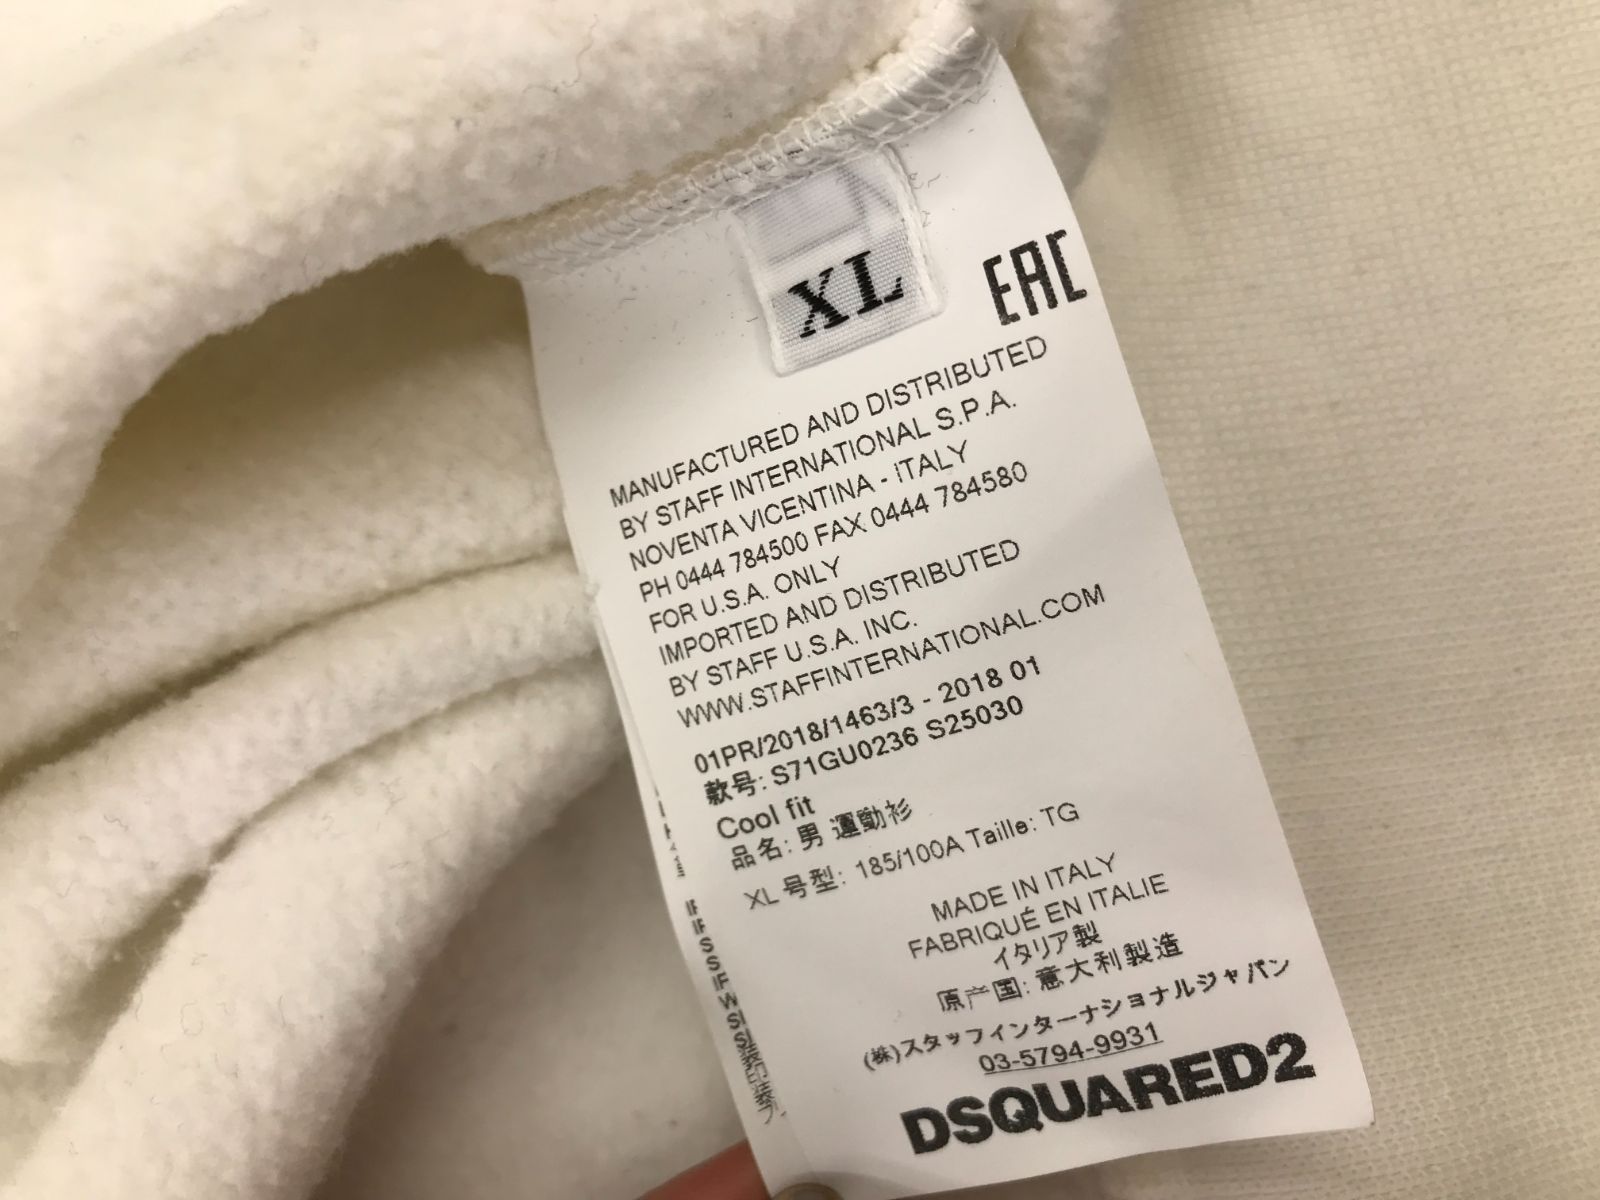 XL
EAC
MANUFACTURED AND DISTRIBUTED
BY STAFF INTERNATIONAL S.P.A.
NOVENTA VICENTINA - ITALY
PH 0444 784500 FAX 0444 784580
FOR U.S.A. ONLY
IMPORTED AND DISTRIBUTED
BY STAFF U.S.A. INC.
WWW.STAFFINTERNATIONAL.COM
01PR/2018/1463/3 - 2018 01
款号: S71GU0236 S25030
Cool fit
品名: 男 運動衫
XL 号型: 185/100A Taille: TG
MADE IN ITALY
FABRIQUÉ EN ITALIE
イタリア製
原产国: 意大利製造
(株)スタッフインターナショナルジャパン
03-5794-9931
DSQUARED2